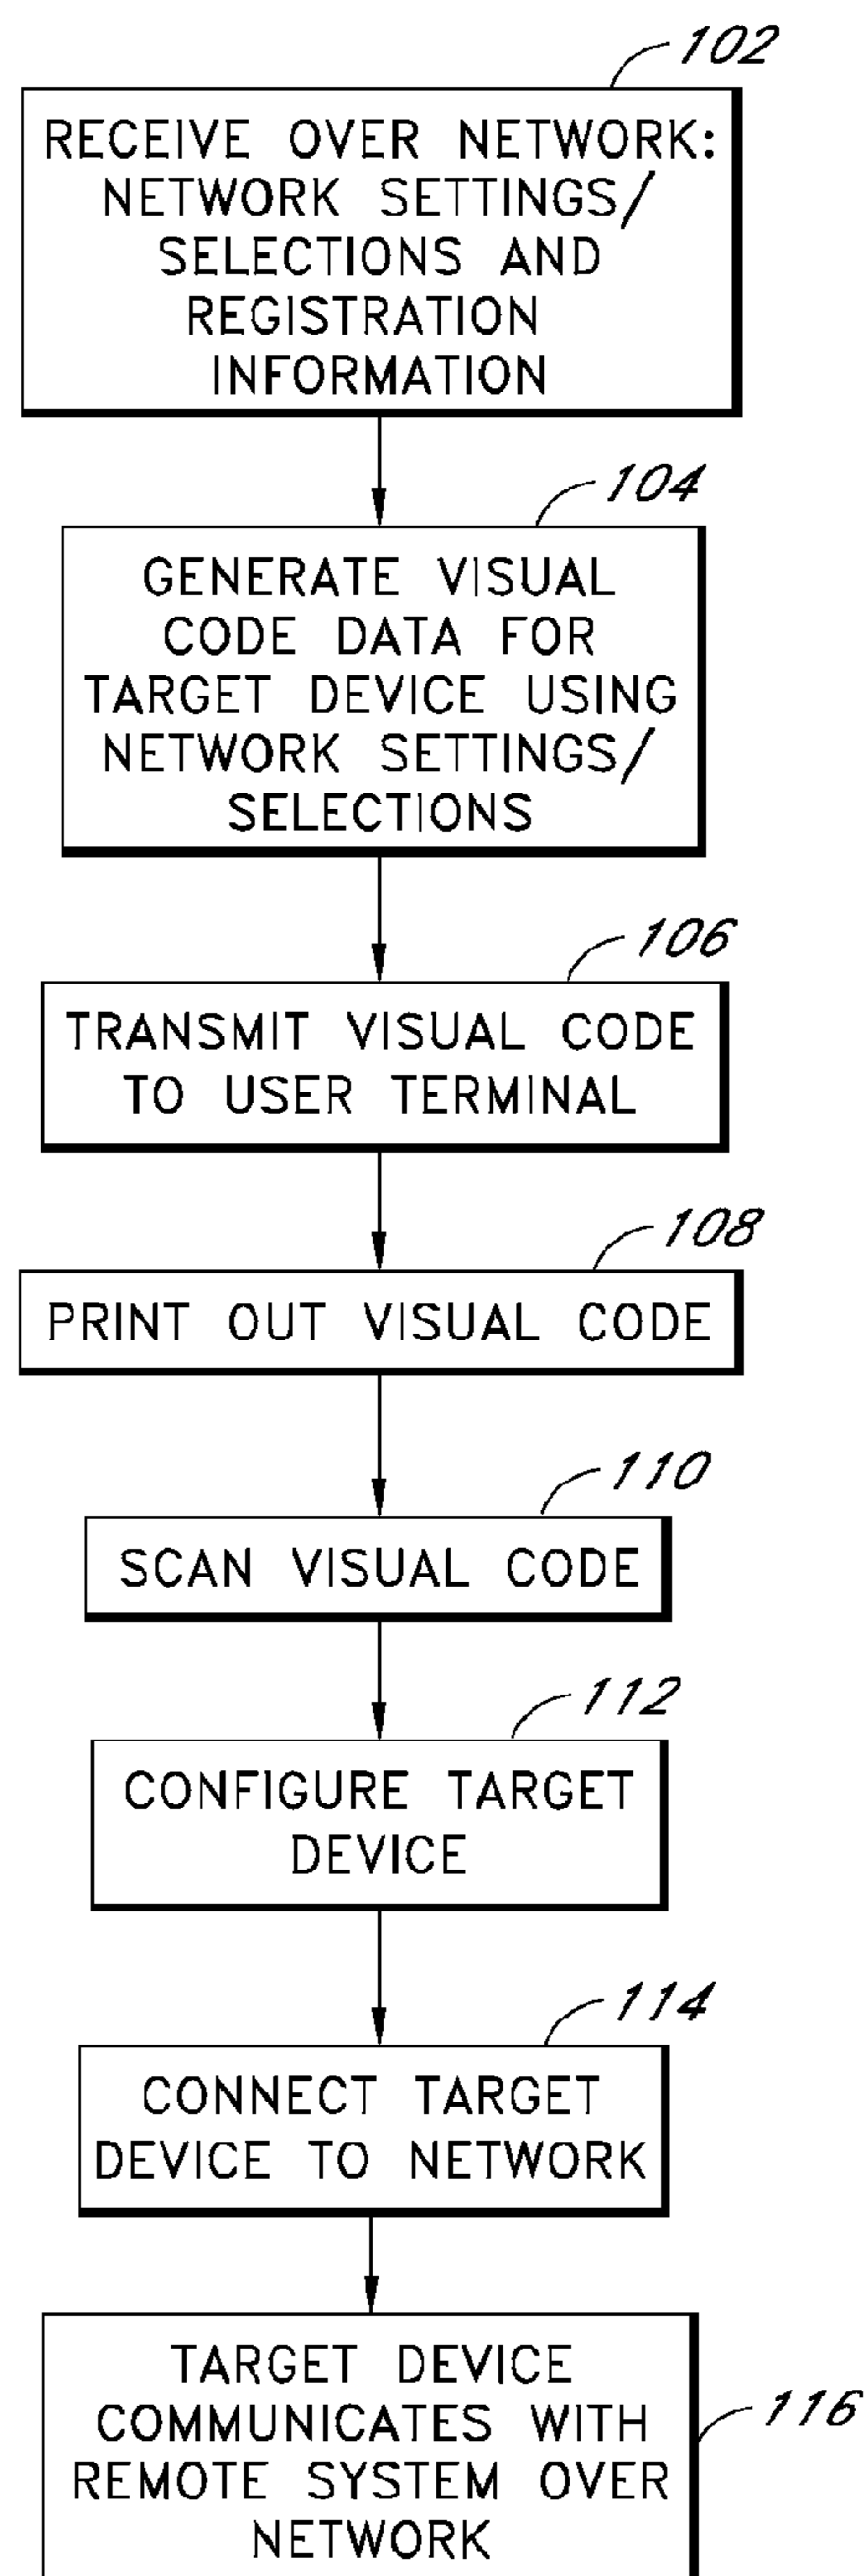 102
RECEIVE OVER NETWORK:
NETWORK SETTINGS/
SELECTIONS AND
REGISTRATION
INFORMATION
104
GENERATE VISUAL
CODE DATA FOR
TARGET DEVICE USING
NETWORK SETTINGS/
SELECTIONS
106
TRANSMIT VISUAL CODE
TO USER TERMINAL
108
PRINT OUT VISUAL CODE
110
SCAN VISUAL CODE
112
CONFIGURE TARGET
DEVICE
114
CONNECT TARGET
DEVICE TO NETWORK
116
TARGET DEVICE
COMMUNICATES WITH
REMOTE SYSTEM OVER
NETWORK